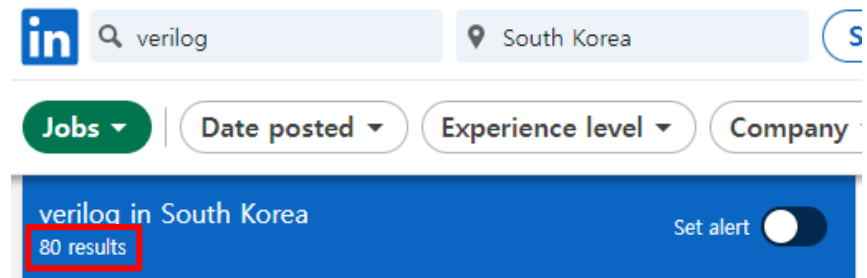 in verilog South Korea S
Jobs Date posted Experience level Company
verilog in South Korea
80 results Set alert